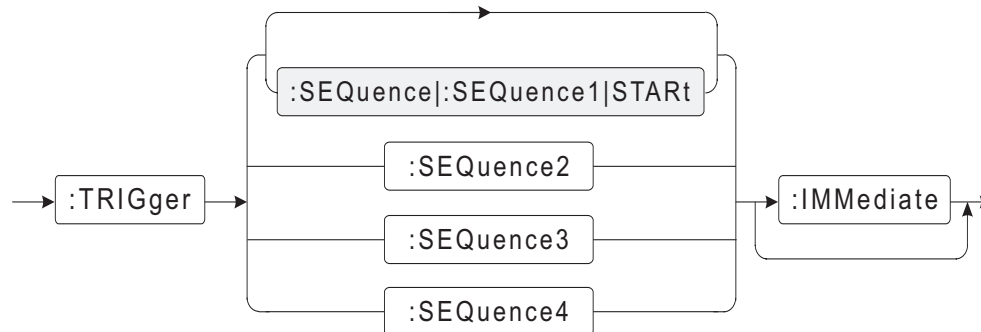 :SEQuence|:SEQuence1|STARt
:SEQuence2
:TRIGger
:IMMediate
:SEQuence3
:SEQuence4